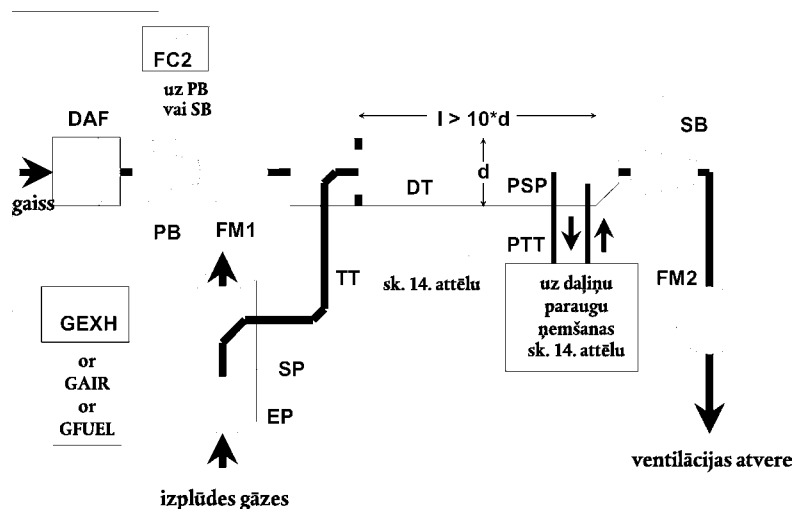 FC2
uz PB
vai SB
DAF
l > 10*d
SB
d
DT
PSP
gaiss
PB
FM1
PTT
TT
sk. 14. attēlu
FM2
GEXH
or
GAIR
or
GFUEL
uz daļiņu
paraugu
ņemšanas
sk. 14. attēlu
SP
EP
ventilācijas atvere
izplūdes gāzes